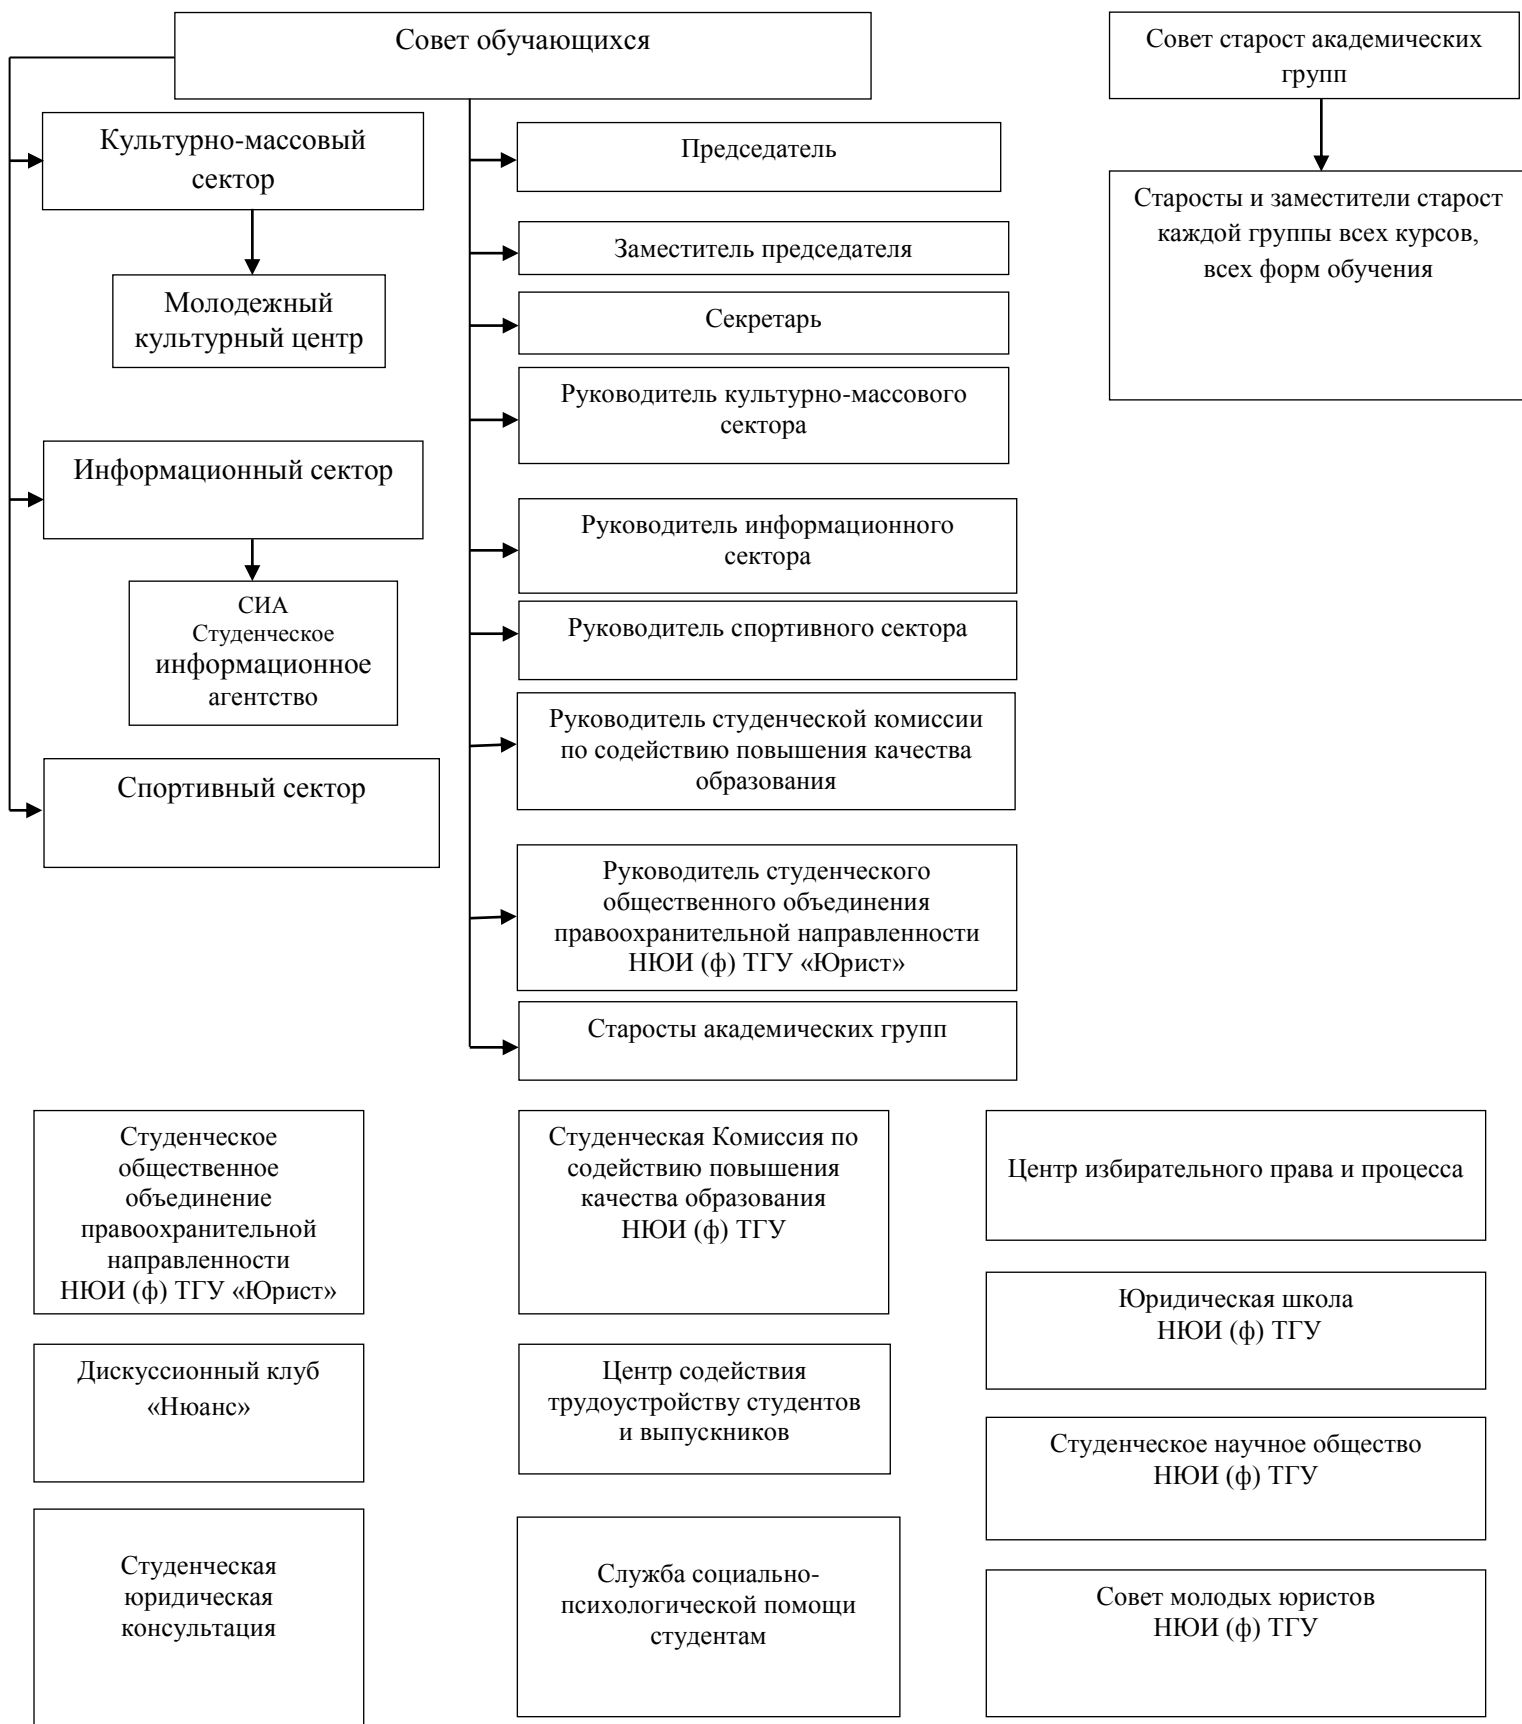 Совет обучающихся
Совет старост академических
групп
Культурно-массовый
сектор
Молодежный
культурный центр
Информационный сектор
СИА
Студенческое
информационное
агентство
Спортивный сектор
Председатель
Заместитель председателя
Секретарь
Руководитель культурно-массового
сектора
Руководитель информационного
сектора
Руководитель спортивного сектора
Руководитель студенческой комиссии
по содействию повышения качества
образования
Руководитель студенческого
общественного объединения
правоохранительной направленности
НЮИ (ф) ТГУ «Юрист»
Старосты академических групп
Старосты и заместители старост
каждой группы всех курсов,
всех форм обучения
Студенческое
общественное
объединение
правоохранительной
направленности
НЮИ (ф) ТГУ «Юрист»
Студенческая Комиссия по
содействию повышения
качества образования
НЮИ (ф) ТГУ
Центр избирательного права и процесса
Юридическая школа
НЮИ (ф) ТГУ
Дискуссионный клуб
«Нюанс»
Центр содействия
трудоустройству студентов
и выпускников
Студенческое научное общество
НЮИ (ф) ТГУ
Студенческая
юридическая
консультация
Служба социально-
психологической помощи
студентам
Совет молодых юристов
НЮИ (ф) ТГУ